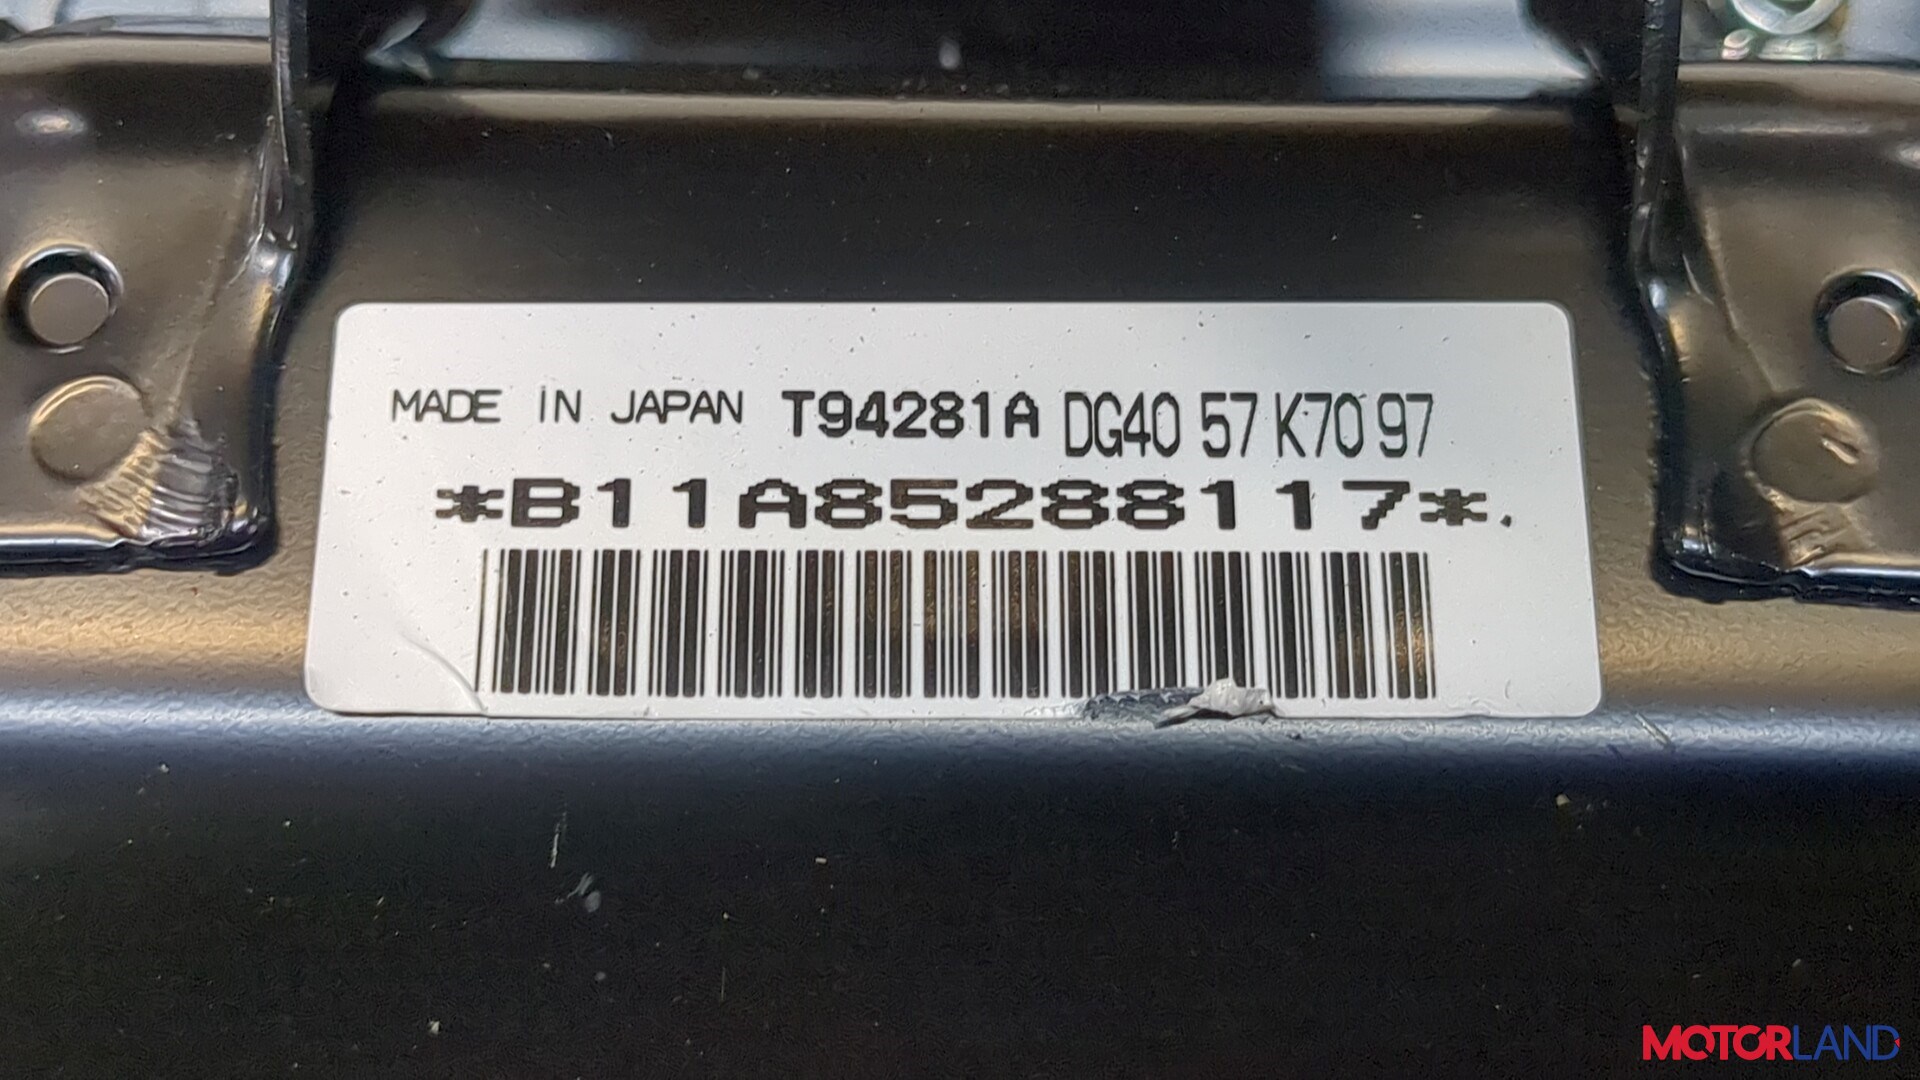 MADE IN JAPAN T94281A DG40 57 K70 97
*B11A85288117*.
MOTORLAND